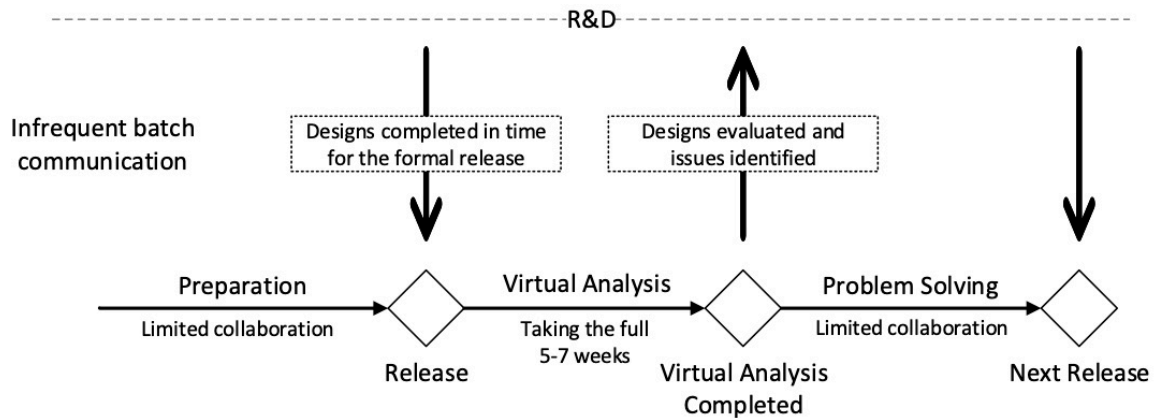 R&D
Infrequent batch
communication
Designs completed in time
for the formal release
Designs evaluated and
issues identified
Preparation
Limited collaboration
Release
Virtual Analysis
Taking the full
5-7 weeks
Virtual Analysis
Completed
Problem Solving
Limited collaboration
Next Release